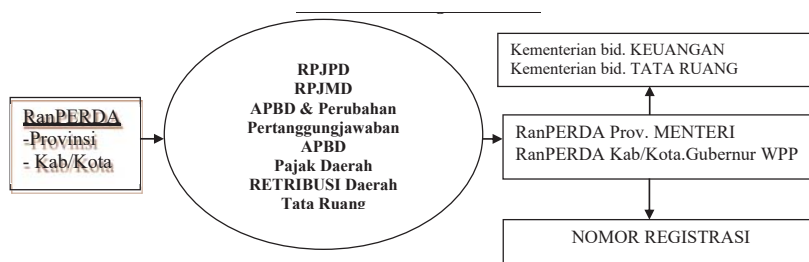 RanPERDA
-Provinsi
- Kab/Kota
RPJPD
RPJMD
APBD & Perubahan
Pertanggungjawaban
APBD
Pajak Daerah
RETRIBUSI Daerah
Tata Ruang
Kementerian bid. KEUANGAN
Kementerian bid. TATA RUANG
RanPERDA Prov. MENTERI
RanPERDA Kab/Kota.Gubernur WPP
NOMOR REGISTRASI